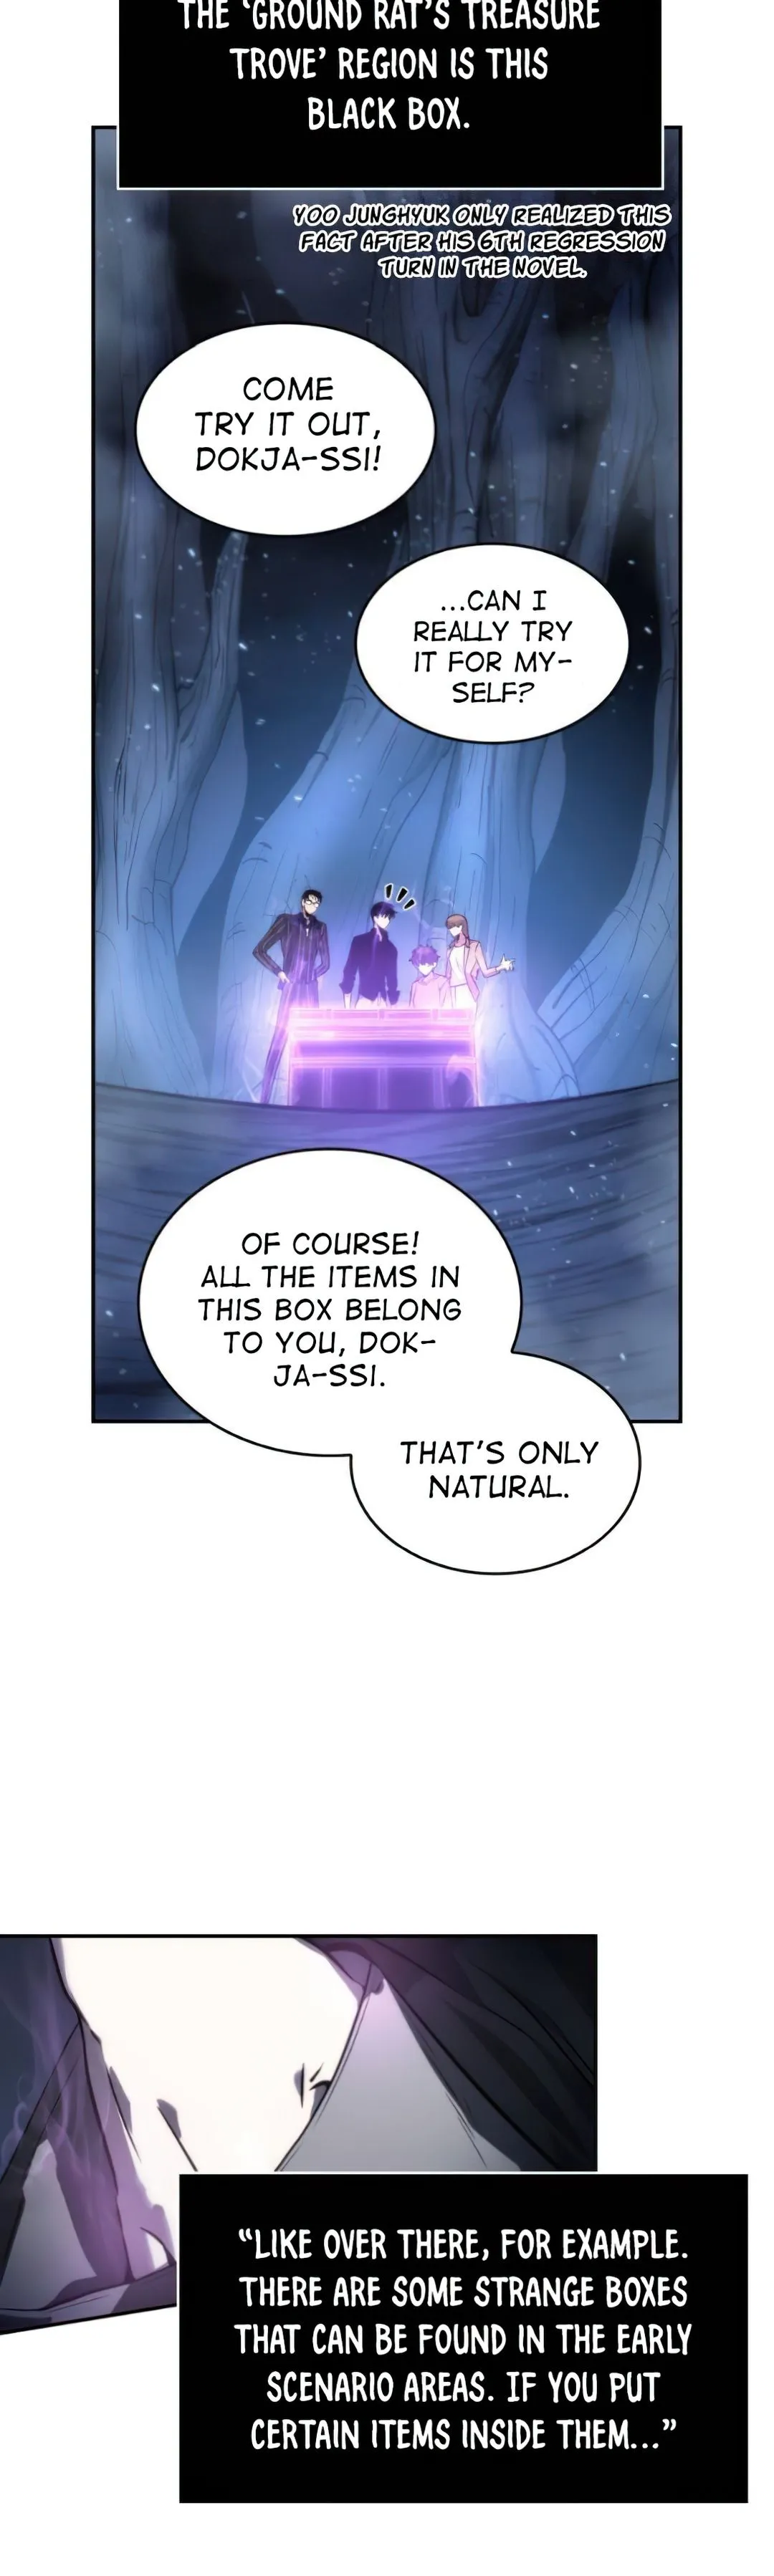 THE 'GROUND RAT'S TREASURE
TROVE' REGION IS THIS
BLACK BOX.
YOO JUNGHYUK ONLY REALIZED THIS
FACT AFTER HIS 6TH REGRESSION
TURN IN THE NOVEL.
COME
TRY IT OUT,
DOKJA-SSI!
...CAN I
REALLY TRY
IT FOR MY-
SELF?
OF COURSE!
ALL THE ITEMS IN
THIS BOX BELONG
TO YOU, DOK-
JA-SSI.
THAT'S ONLY
NATURAL.
"LIKE OVER THERE, FOR EXAMPLE.
THERE ARE SOME STRANGE BOXES
THAT CAN BE FOUND IN THE EARLY
SCENARIO AREAS. IF YOU PUT
CERTAIN ITEMS INSIDE THEM..."